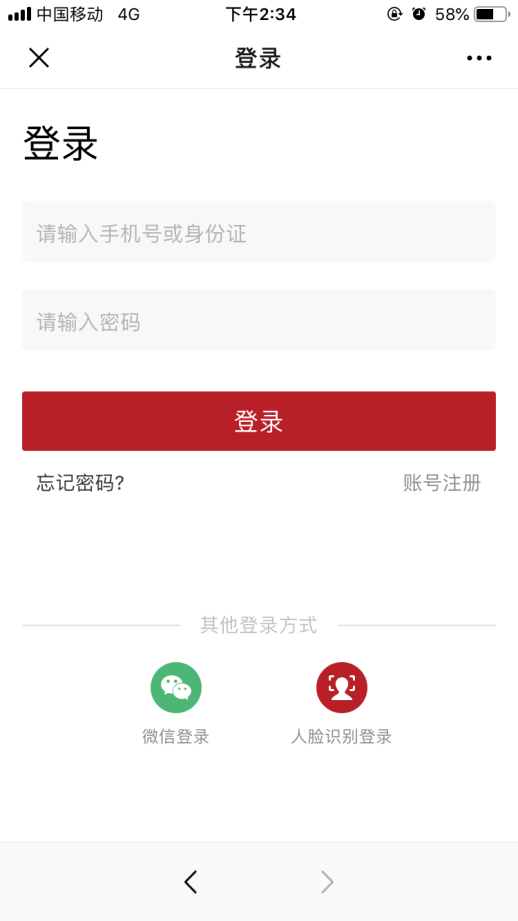 中国移动 4G 下午2:34 58%
登录
登录
请输入手机号或身份证
请输入密码
登录
忘记密码? 账号注册
其他登录方式
微信登录 人脸识别登录